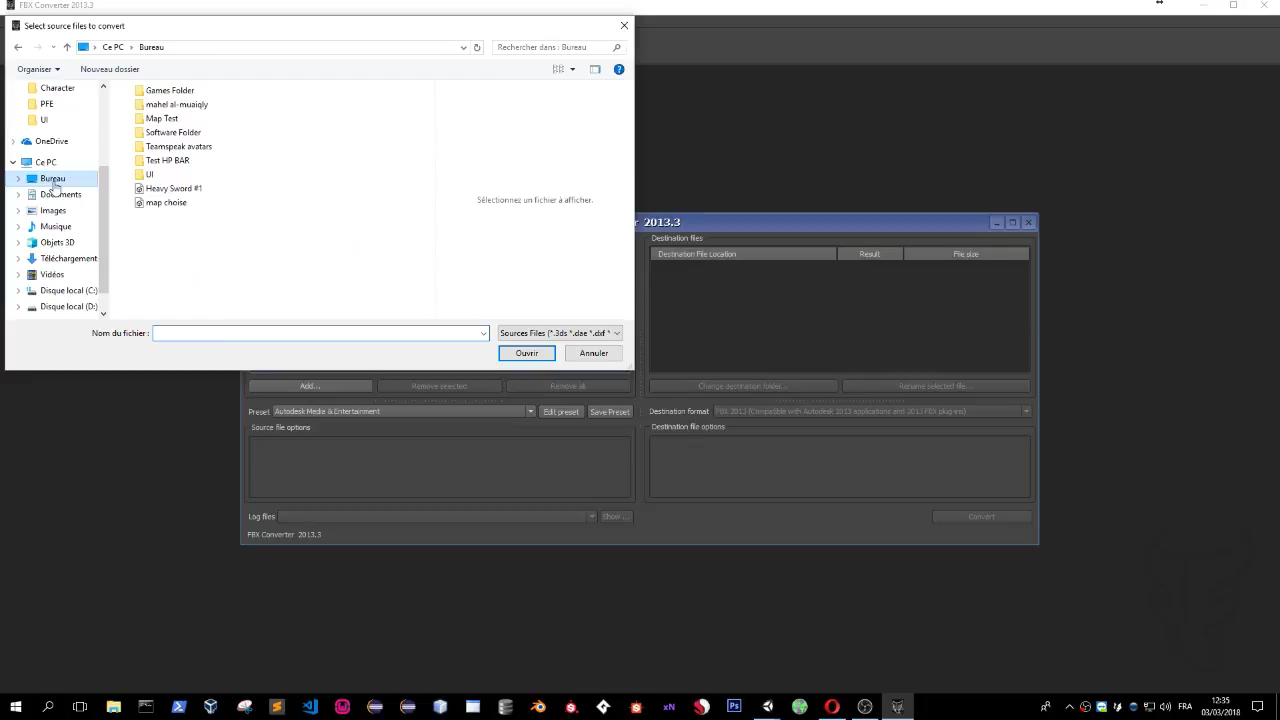 FBX Converter 2013.3
Select source files to convert
Ce PC
Bureau
Rechercher dans : Bureau
Organiser
Nouveau dossier
Character
PFE
UI
OneDrive
Ce PC
Bureau
Documents
Images
Musique
Objets 3D
Téléchargement
Vidéos
Disque local (C:)
Disque local (D:)
Games Folder
mahel al-muaiqly
Map Test
Software Folder
Teamspeak avatars
Test HP BAR
UI
Heavy Sword #1
map choise
Sélectionnez un fichier à afficher.
Nom du fichier :
Sources Files (*.3ds *.dae *.dxf *
Ouvrir
Annuler
2013.3
Destination files
Destination File Location
Result
File size
Add...
Remove selected
Remove all
Change destination folder...
Rename selected file...
Preset
Autodesk Media & Entertainment
Edit preset
Save Preset
Destination format
FBX 2013 (Compatible with Autodesk 2013 applications and 2013 FBX plug-ins)
Source file options
Destination file options
Log files
Show ...
Convert
FBX Converter 2013.3
xN
Ps
FRA
12:35
03/03/2018